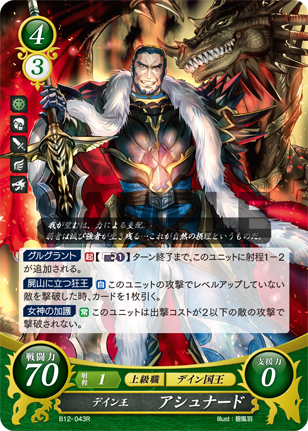 4
3
我が望むは、力による支配。
弱者は滅び強者が生き残る…これが自然の摂理というものだ。
グルグラント 起【1】ターン終了まで、このユニットに射程1−2
が追加される。
屍山に立つ狂王 自 このユニットの攻撃でレベルアップしていない
敵を撃破した時、カードを1枚引く。
女神の加護 常 このユニットは出撃コストが2以下の敵の攻撃で
撃破されない。
戦闘力
70
射程 1 上級職 デイン国王
支援力
0
デイン王 アシュナード
B12-043R Illust:碧風羽